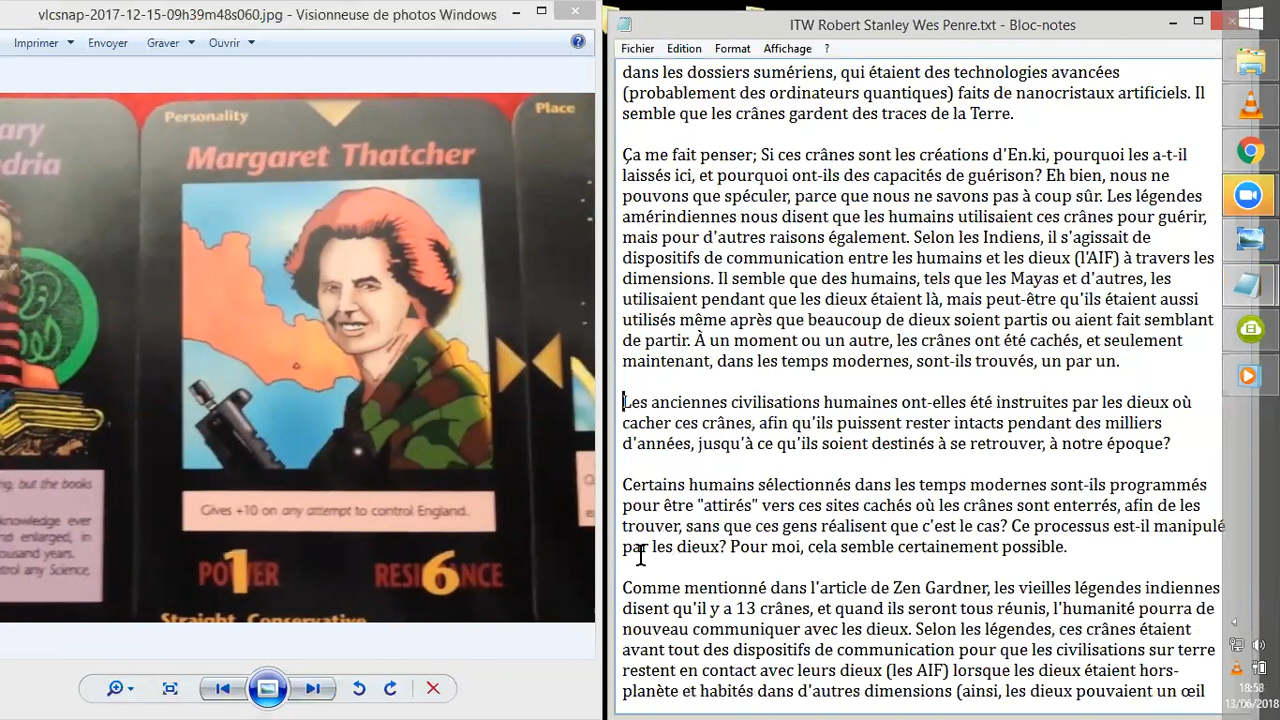 vlcsnap-2017-12-15-09h39m48s060.jpg - Visionneuse de photos Windows
Imprimer Envoyer Graver Ouvrir
ary
ndria
Personality
Margaret Thatcher
Place
ng, but the books
nowledge ever
nd enlarged, in
ousand years.
trol any Science,
Gives +10 on any attempt to control England.
POWER 1
RESISTANCE 6
Straight, Conservative
ITW Robert Stanley Wes Penre.txt - Bloc-notes
Fichier Edition Format Affichage ?
dans les dossiers sumériens, qui étaient des technologies avancées
(probablement des ordinateurs quantiques) faits de nanocristaux artificiels. Il
semble que les crânes gardent des traces de la Terre.
Ça me fait penser; Si ces crânes sont les créations d'En.ki, pourquoi les a-t-il
laissés ici, et pourquoi ont-ils des capacités de guérison? Eh bien, nous ne
pouvons que spéculer, parce que nous ne savons pas à coup sûr. Les légendes
amérindiennes nous disent que les humains utilisaient ces crânes pour guérir,
mais pour d'autres raisons également. Selon les Indiens, il s'agissait de
dispositifs de communication entre les humains et les dieux (l'AIF) à travers les
dimensions. Il semble que des humains, tels que les Mayas et d'autres, les
utilisaient pendant que les dieux étaient là, mais peut-être qu'ils étaient aussi
utilisés même après que beaucoup de dieux soient partis ou aient fait semblant
de partir. À un moment ou un autre, les crânes ont été cachés, et seulement
maintenant, dans les temps modernes, sont-ils trouvés, un par un.
Les anciennes civilisations humaines ont-elles été instruites par les dieux où
cacher ces crânes, afin qu'ils puissent rester intacts pendant des milliers
d'années, jusqu'à ce qu'ils soient destinés à se retrouver, à notre époque?
Certains humains sélectionnés dans les temps modernes sont-ils programmés
pour être "attirés" vers ces sites cachés où les crânes sont enterrés, afin de les
trouver, sans que ces gens réalisent que c'est le cas? Ce processus est-il manipulé
par les dieux? Pour moi, cela semble certainement possible.
Comme mentionné dans l'article de Zen Gardner, les vieilles légendes indiennes
disent qu'il y a 13 crânes, et quand ils seront tous réunis, l'humanité pourra de
nouveau communiquer avec les dieux. Selon les légendes, ces crânes étaient
avant tout des dispositifs de communication pour que les civilisations sur terre
restent en contact avec leurs dieux (les AIF) lorsque les dieux étaient hors-
planète et habités dans d'autres dimensions (ainsi, les dieux pouvaient un œil
18:58
13/06/2018